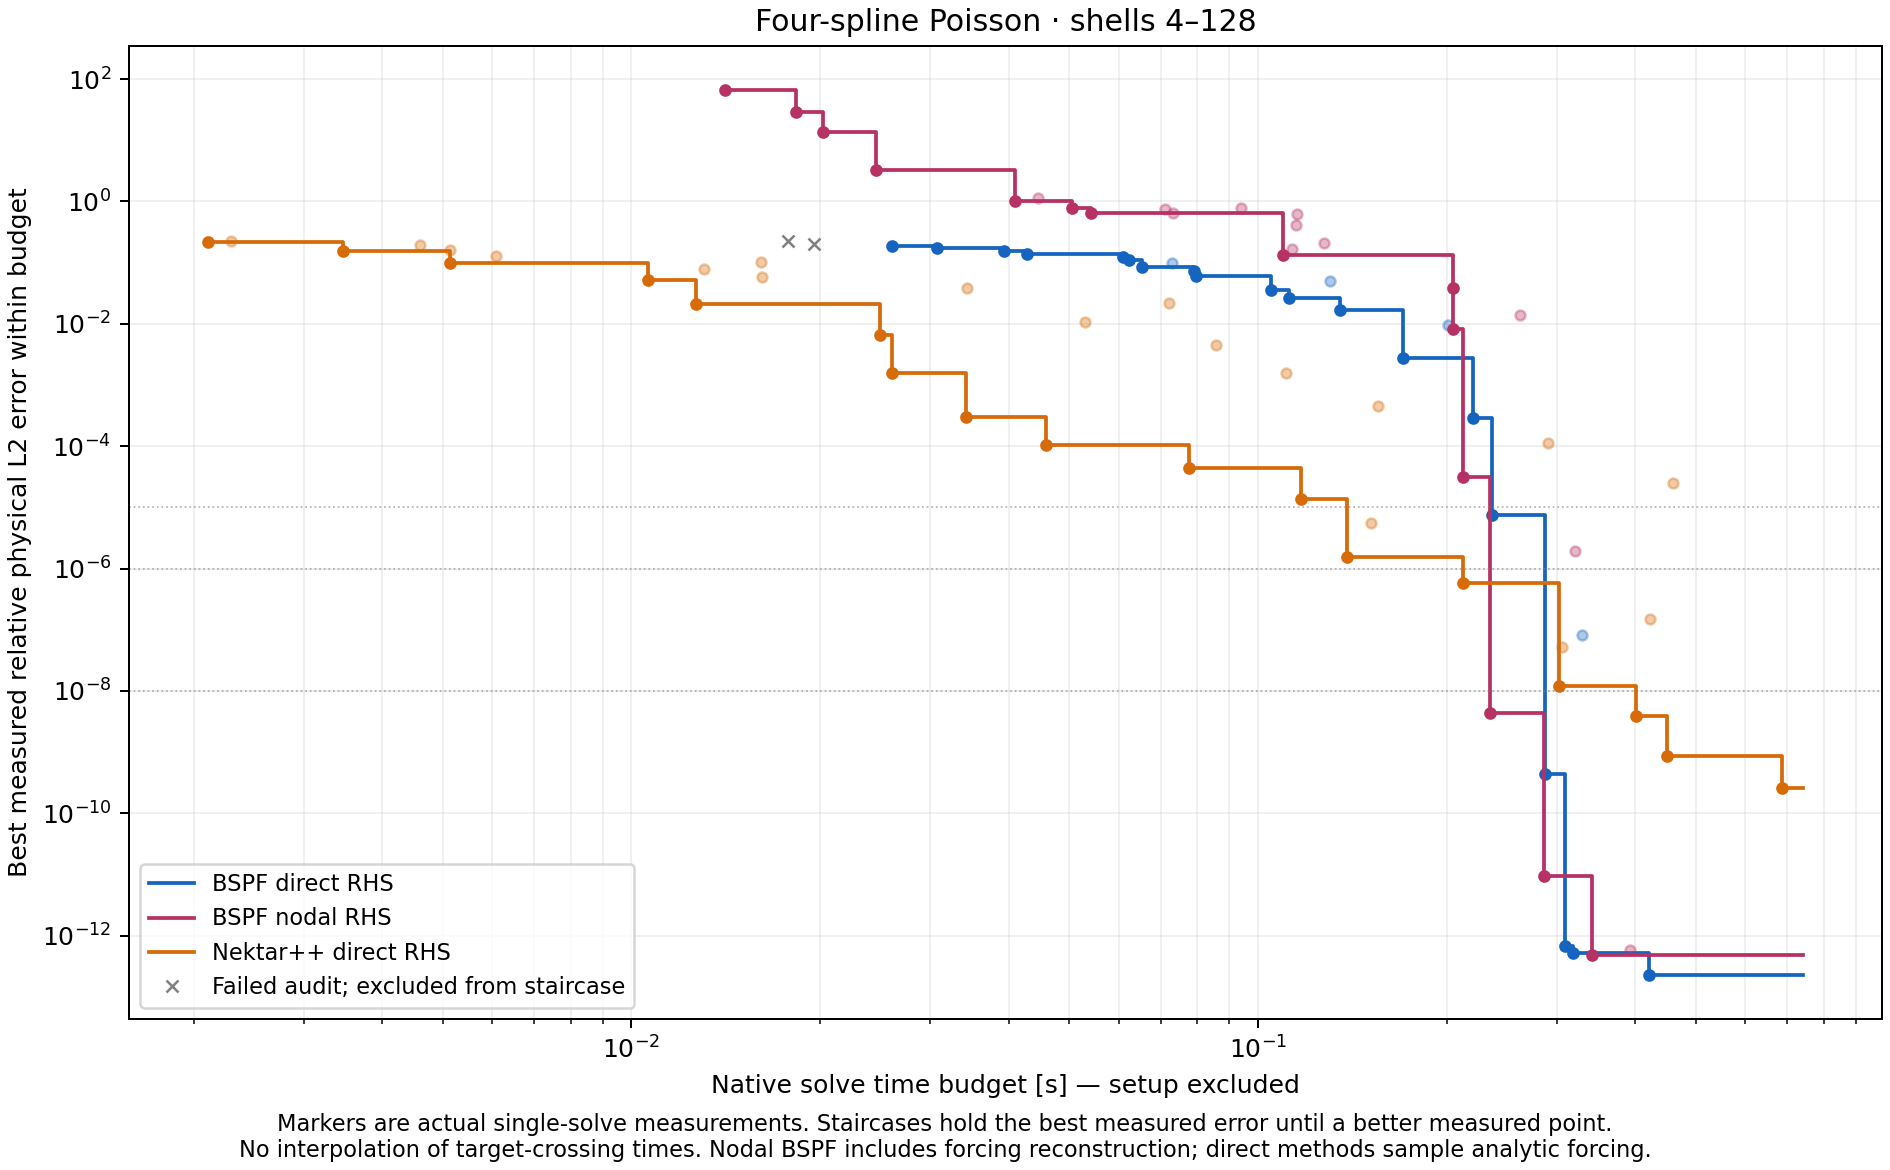 Four-spline Poisson · shells 4–128
Best measured relative physical L2 error within budget
10²
10⁰
10⁻²
10⁻⁴
10⁻⁶
10⁻⁸
10⁻¹⁰
10⁻¹²
BSPF direct RHS
BSPF nodal RHS
Nektar++ direct RHS
Failed audit; excluded from staircase
10⁻² 10⁻¹
Native solve time budget [s] — setup excluded
Markers are actual single-solve measurements. Staircases hold the best measured error until a better measured point.
No interpolation of target-crossing times. Nodal BSPF includes forcing reconstruction; direct methods sample analytic forcing.